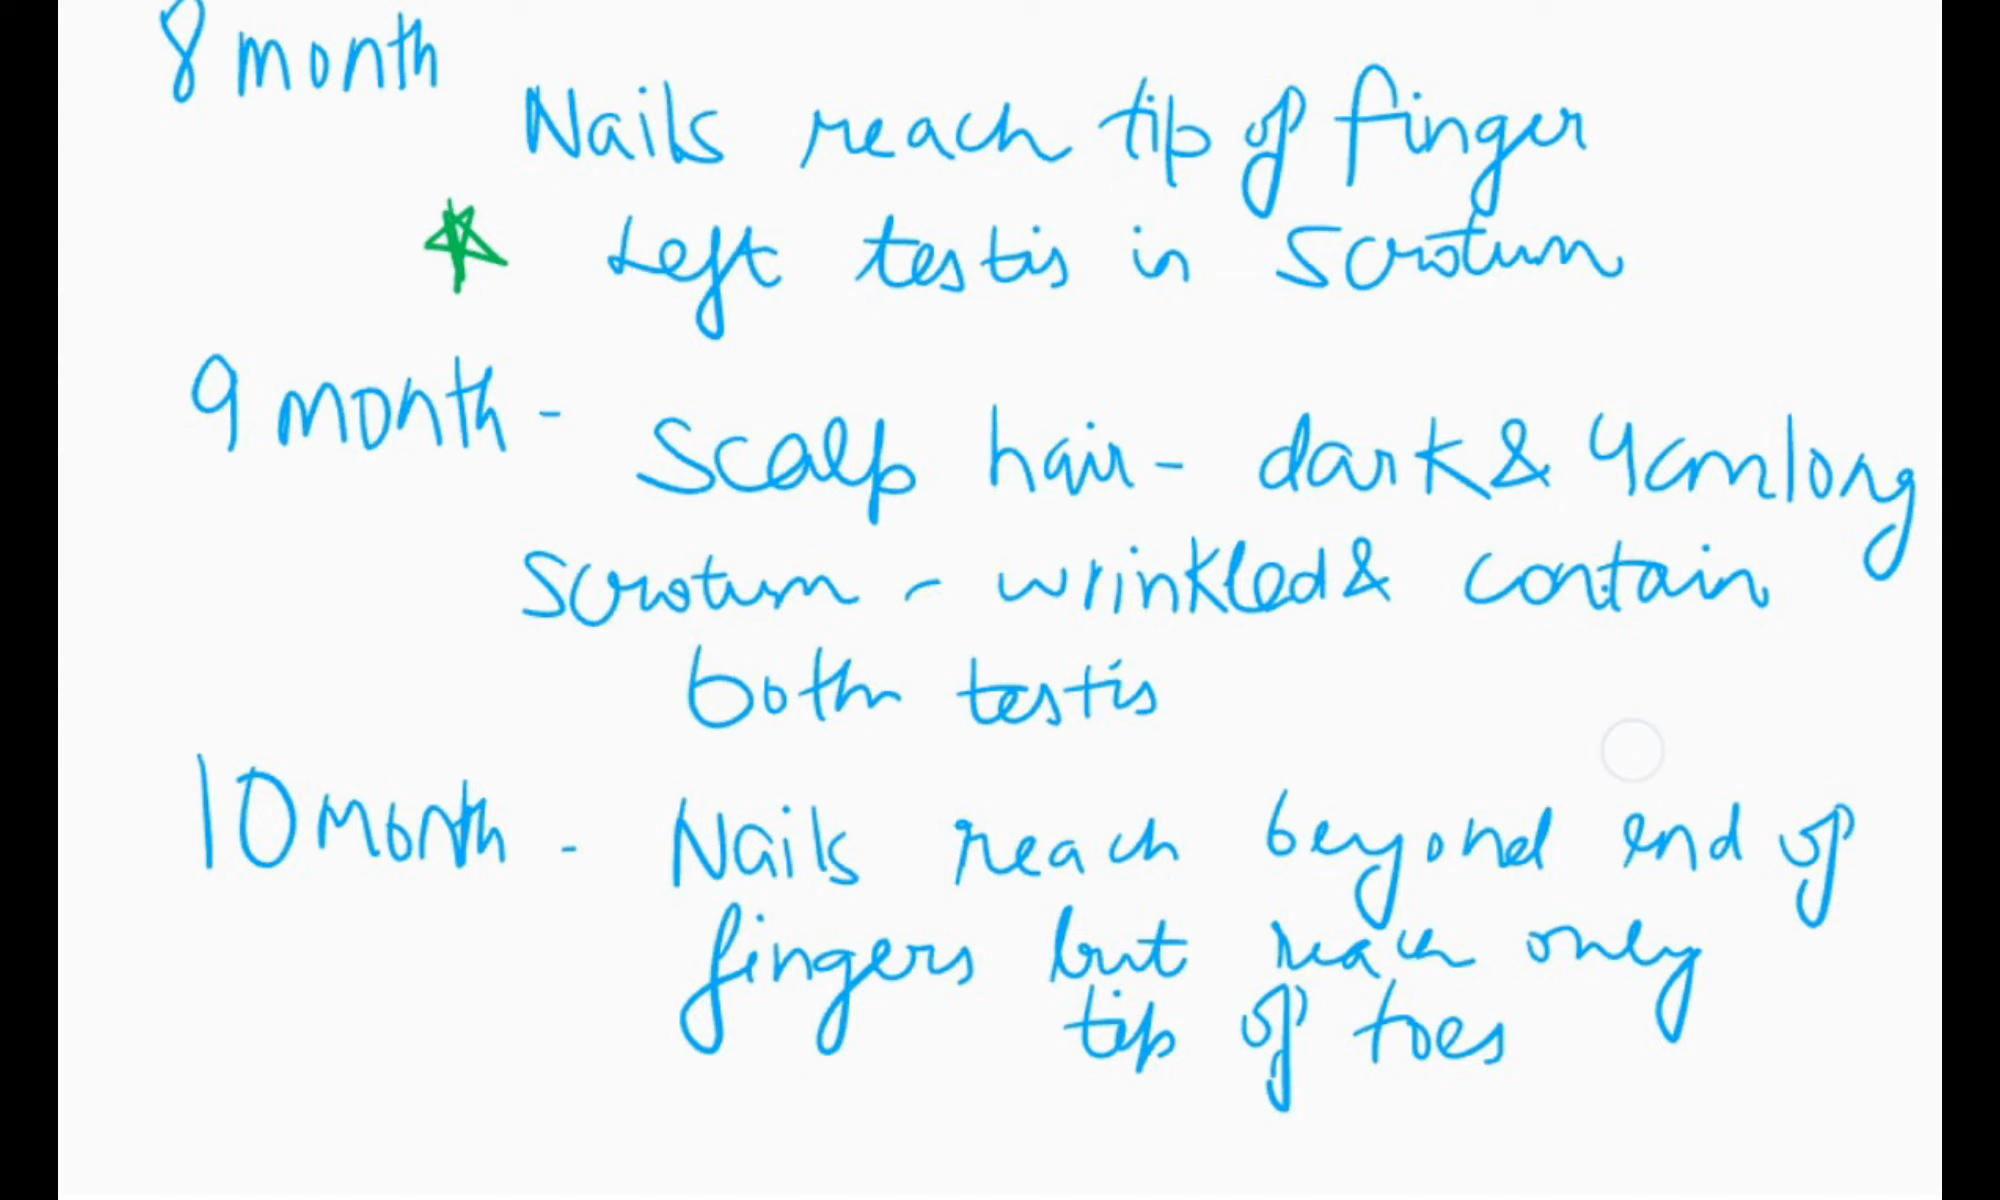 8 month
Nails reach tip of finger
Left testis in scrotum
9 month - Scalp hair - dark & 4cm long
Scrotum - wrinkled & contain
both testis
10 month - Nails reach beyond end of
fingers but reach only
tip of toes